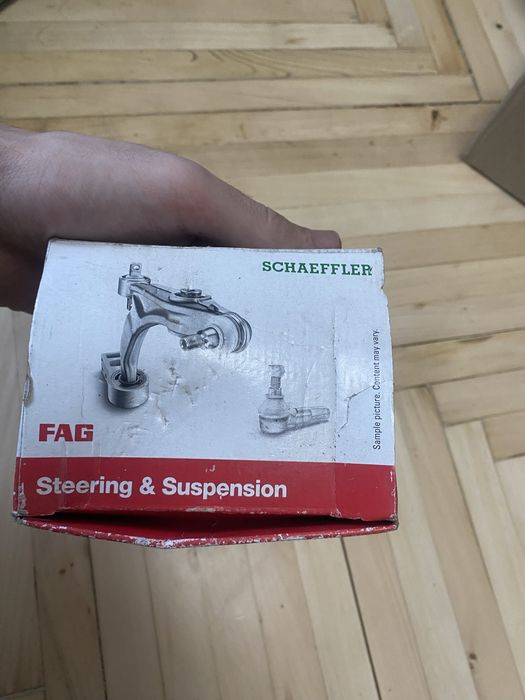 SCHAEFFLER
Sample picture. Content may vary.
FAG
Steering & Suspension